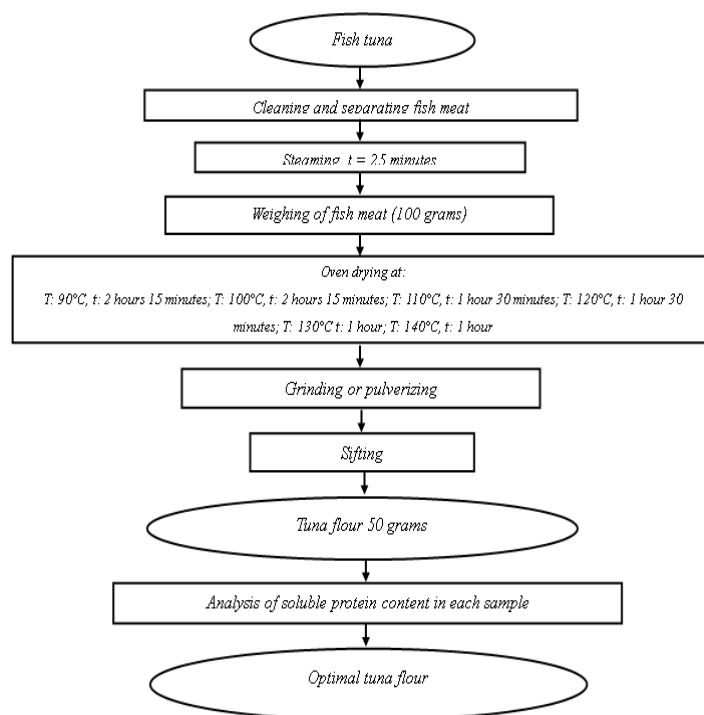 Fish tuna
Cleaning and separating fish meat
Steaming, t = 25 minutes
Weighing of fish meat (100 grams)
Oven drying at:
T: 90°C, t: 2 hours 15 minutes; T: 100°C, t: 2 hours 15 minutes; T: 110°C, t: 1 hour 30 minutes; T: 120°C, t: 1 hour 30
minutes; T: 130°C t: 1 hour; T: 140°C, t: 1 hour
Grinding or pulverizing
Sifting
Tuna flour 50 grams
Analysis of soluble protein content in each sample
Optimal tuna flour